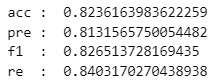 acc :  0.8236163983622259
pre :  0.8131565750054482
f1  :  0.826513728169435
re  :  0.8403170270438938